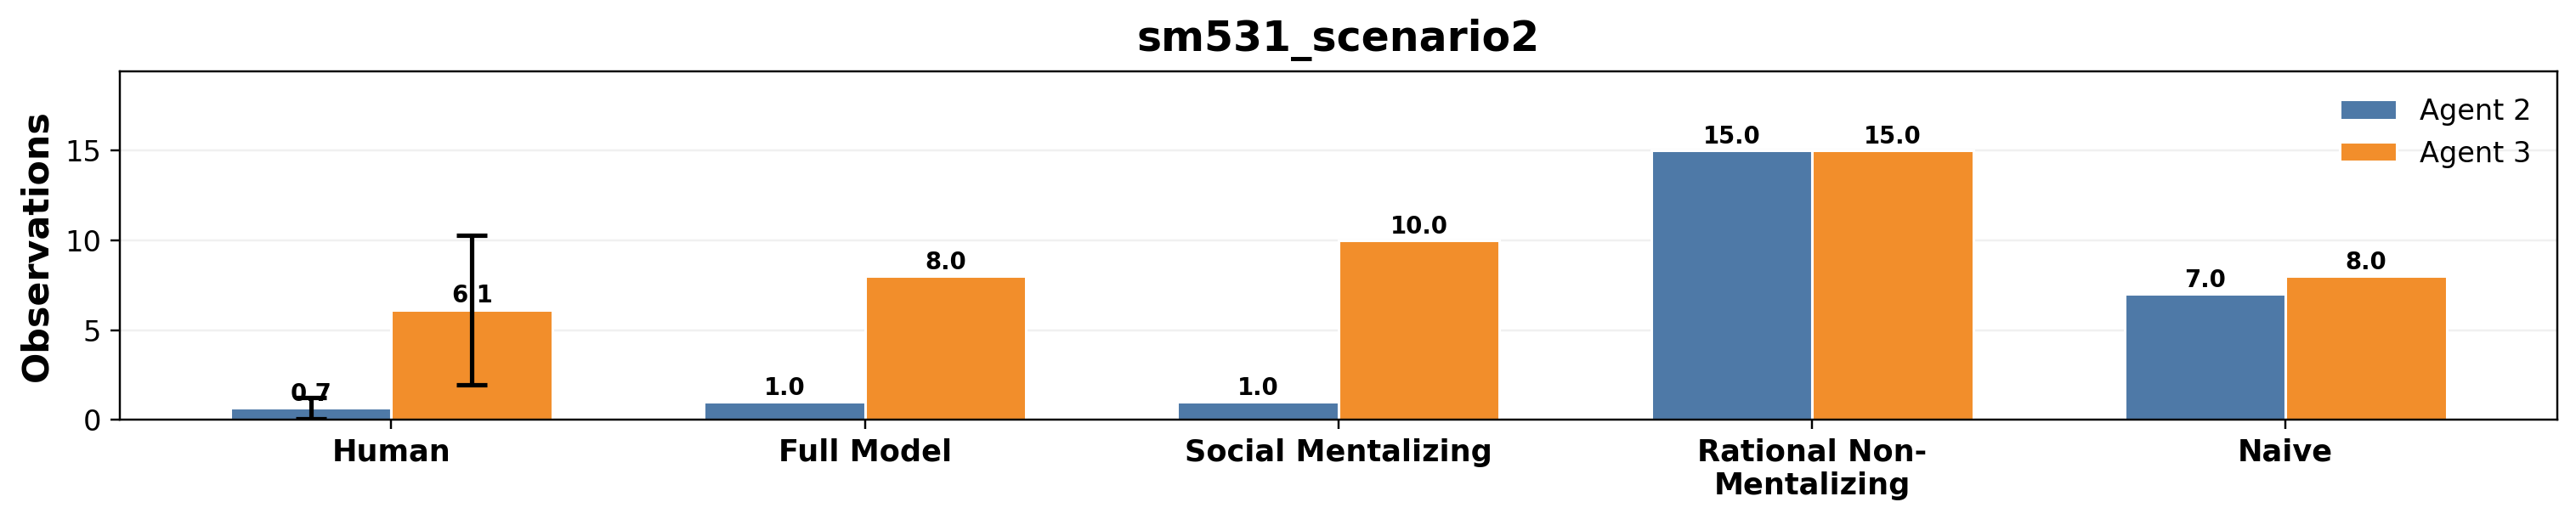 sm531_scenario2
Observations
15
10
5
0
Agent 2
Agent 3
0.7
6.1
1.0
8.0
1.0
10.0
15.0
15.0
7.0
8.0
Human
Full Model
Social Mentalizing
Rational Non-
Mentalizing
Naive